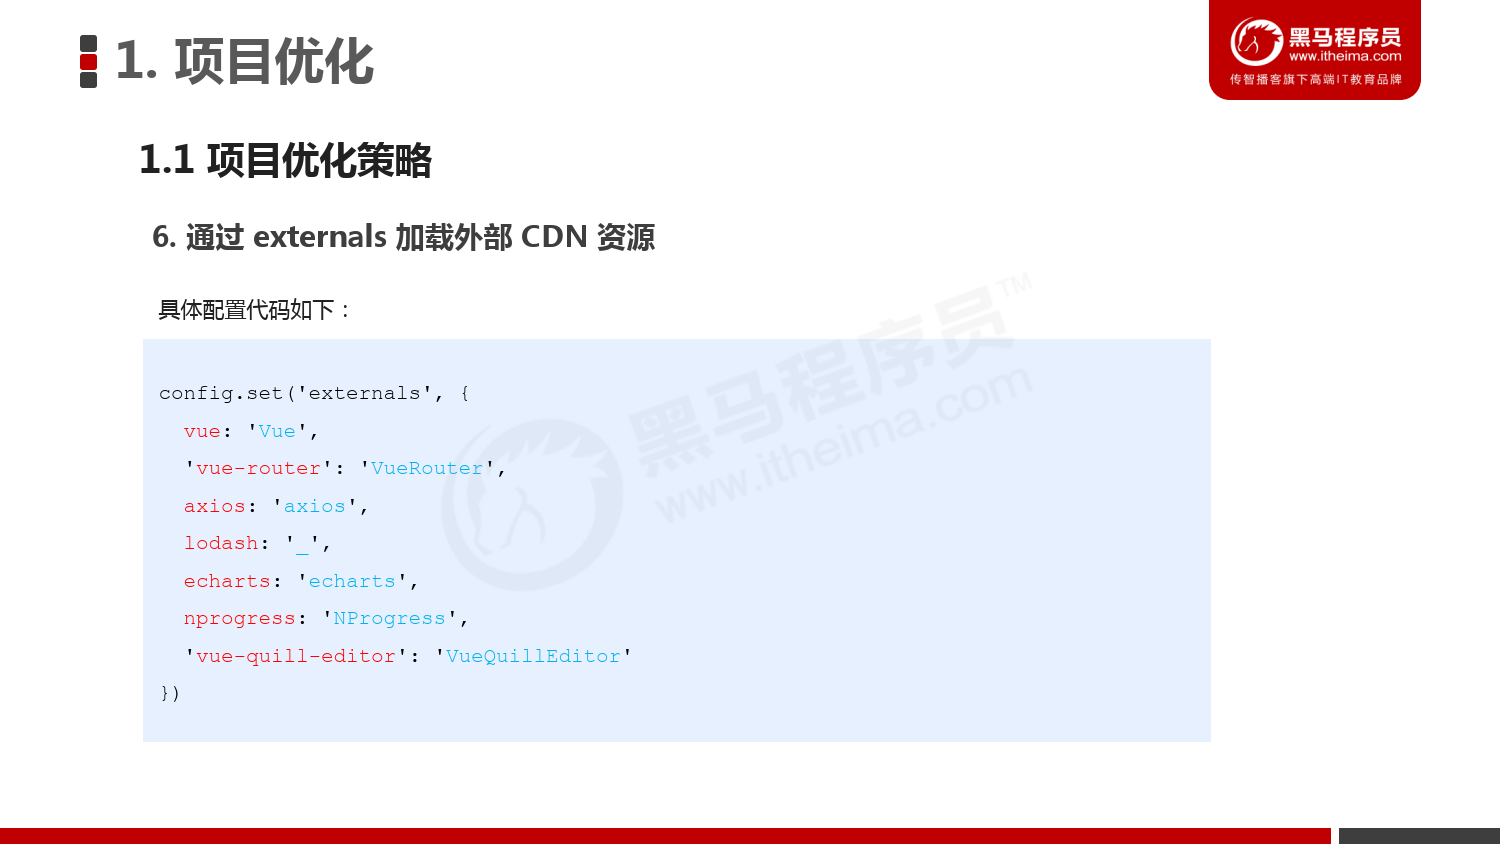 1. 项目优化
黑马程序员
www.itheima.com
传智播客旗下高端IT教育品牌
1.1 项目优化策略
6. 通过 externals 加载外部 CDN 资源
具体配置代码如下：
config.set('externals', {
  vue: 'Vue',
  'vue-router': 'VueRouter',
  axios: 'axios',
  lodash: '_',
  echarts: 'echarts',
  nprogress: 'NProgress',
  'vue-quill-editor': 'VueQuillEditor'
})
黑马程序员™
www.itheima.com